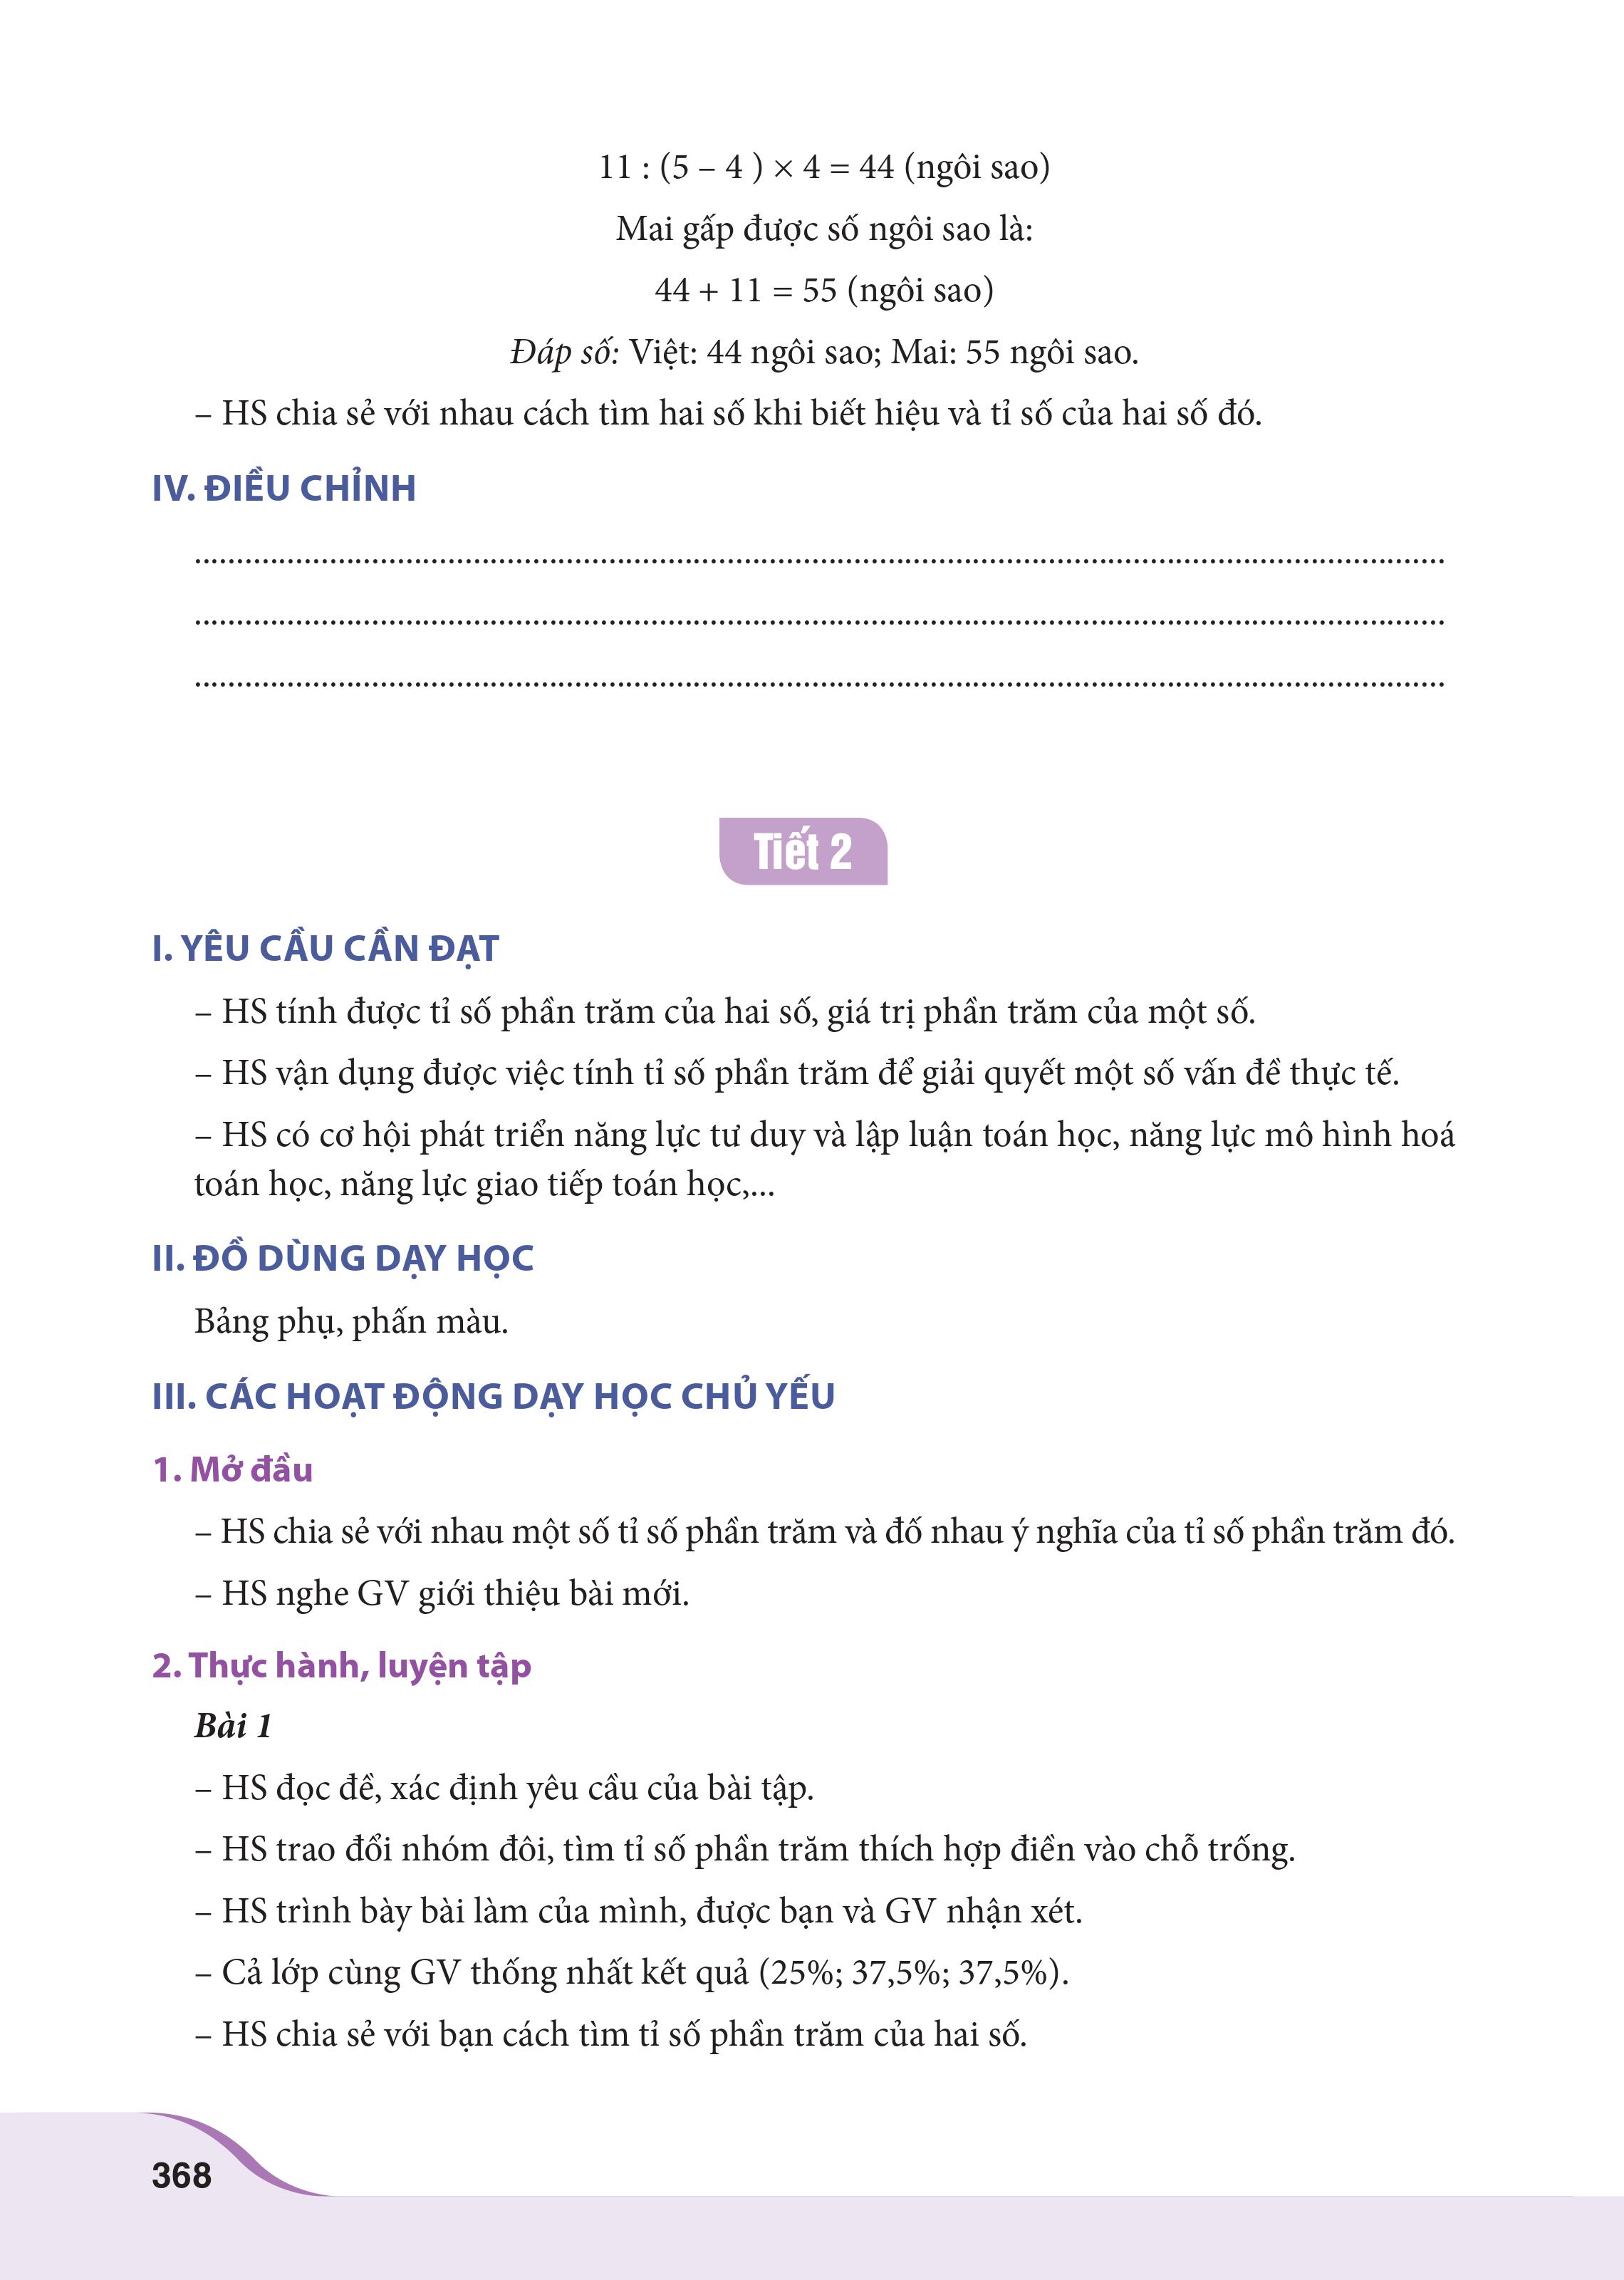 11 : (5 – 4 ) × 4 = 44 (ngôi sao)
Mai gấp được số ngôi sao là:
44 + 11 = 55 (ngôi sao)
Đáp số: Việt: 44 ngôi sao; Mai: 55 ngôi sao.
– HS chia sẻ với nhau cách tìm hai số khi biết hiệu và tỉ số của hai số đó.
IV. ĐIỀU CHỈNH
....................................................................................................................................................
....................................................................................................................................................
....................................................................................................................................................
Tiết 2
I. YÊU CẦU CẦN ĐẠT
– HS tính được tỉ số phần trăm của hai số, giá trị phần trăm của một số.
– HS vận dụng được việc tính tỉ số phần trăm để giải quyết một số vấn đề thực tế.
– HS có cơ hội phát triển năng lực tư duy và lập luận toán học, năng lực mô hình hoá
toán học, năng lực giao tiếp toán học,...
II. ĐỒ DÙNG DẠY HỌC
Bảng phụ, phấn màu.
III. CÁC HOẠT ĐỘNG DẠY HỌC CHỦ YẾU
1. Mở đầu
– HS chia sẻ với nhau một số tỉ số phần trăm và đố nhau ý nghĩa của tỉ số phần trăm đó.
– HS nghe GV giới thiệu bài mới.
2. Thực hành, luyện tập
Bài 1
– HS đọc đề, xác định yêu cầu của bài tập.
– HS trao đổi nhóm đôi, tìm tỉ số phần trăm thích hợp điền vào chỗ trống.
– HS trình bày bài làm của mình, được bạn và GV nhận xét.
– Cả lớp cùng GV thống nhất kết quả (25%; 37,5%; 37,5%).
– HS chia sẻ với bạn cách tìm tỉ số phần trăm của hai số.
368